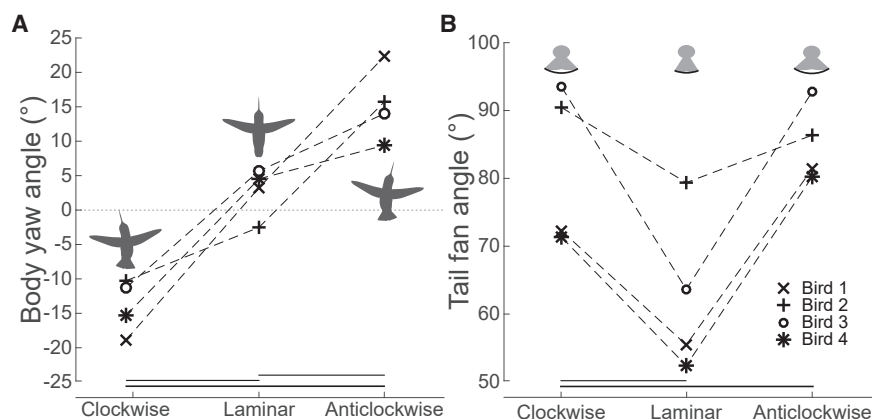 A
Body yaw angle (°)
25
20
15
10
5
0
-5
-10
-15
-20
-25
Clockwise
Laminar
Anticlockwise
B
Tail fan angle (°)
100
90
80
70
60
50
Bird 1
Bird 2
Bird 3
Bird 4
Clockwise
Laminar
Anticlockwise